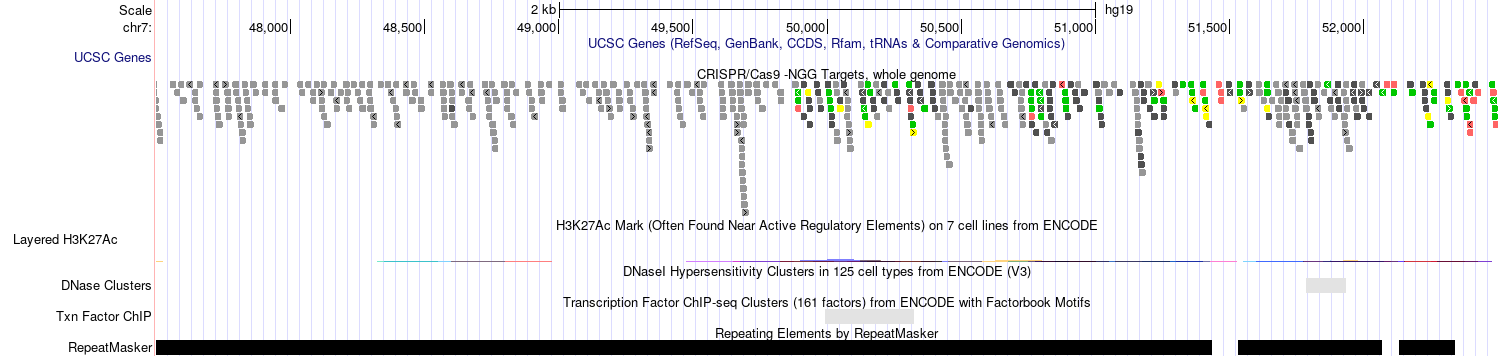 Scale 2 kb hg19
chr7: 48,000 48,500 49,000 49,500 50,000 50,500 51,000 51,500 52,000
UCSC Genes (RefSeq, GenBank, CCDS, Rfam, tRNAs & Comparative Genomics)
UCSC Genes
CRISPR/Cas9 -NGG Targets, whole genome
H3K27Ac Mark (Often Found Near Active Regulatory Elements) on 7 cell lines from ENCODE
Layered H3K27Ac
DNaseI Hypersensitivity Clusters in 125 cell types from ENCODE (V3)
DNase Clusters
Transcription Factor ChIP-seq Clusters (161 factors) from ENCODE with Factorbook Motifs
Txn Factor ChIP
Repeating Elements by RepeatMasker
RepeatMasker